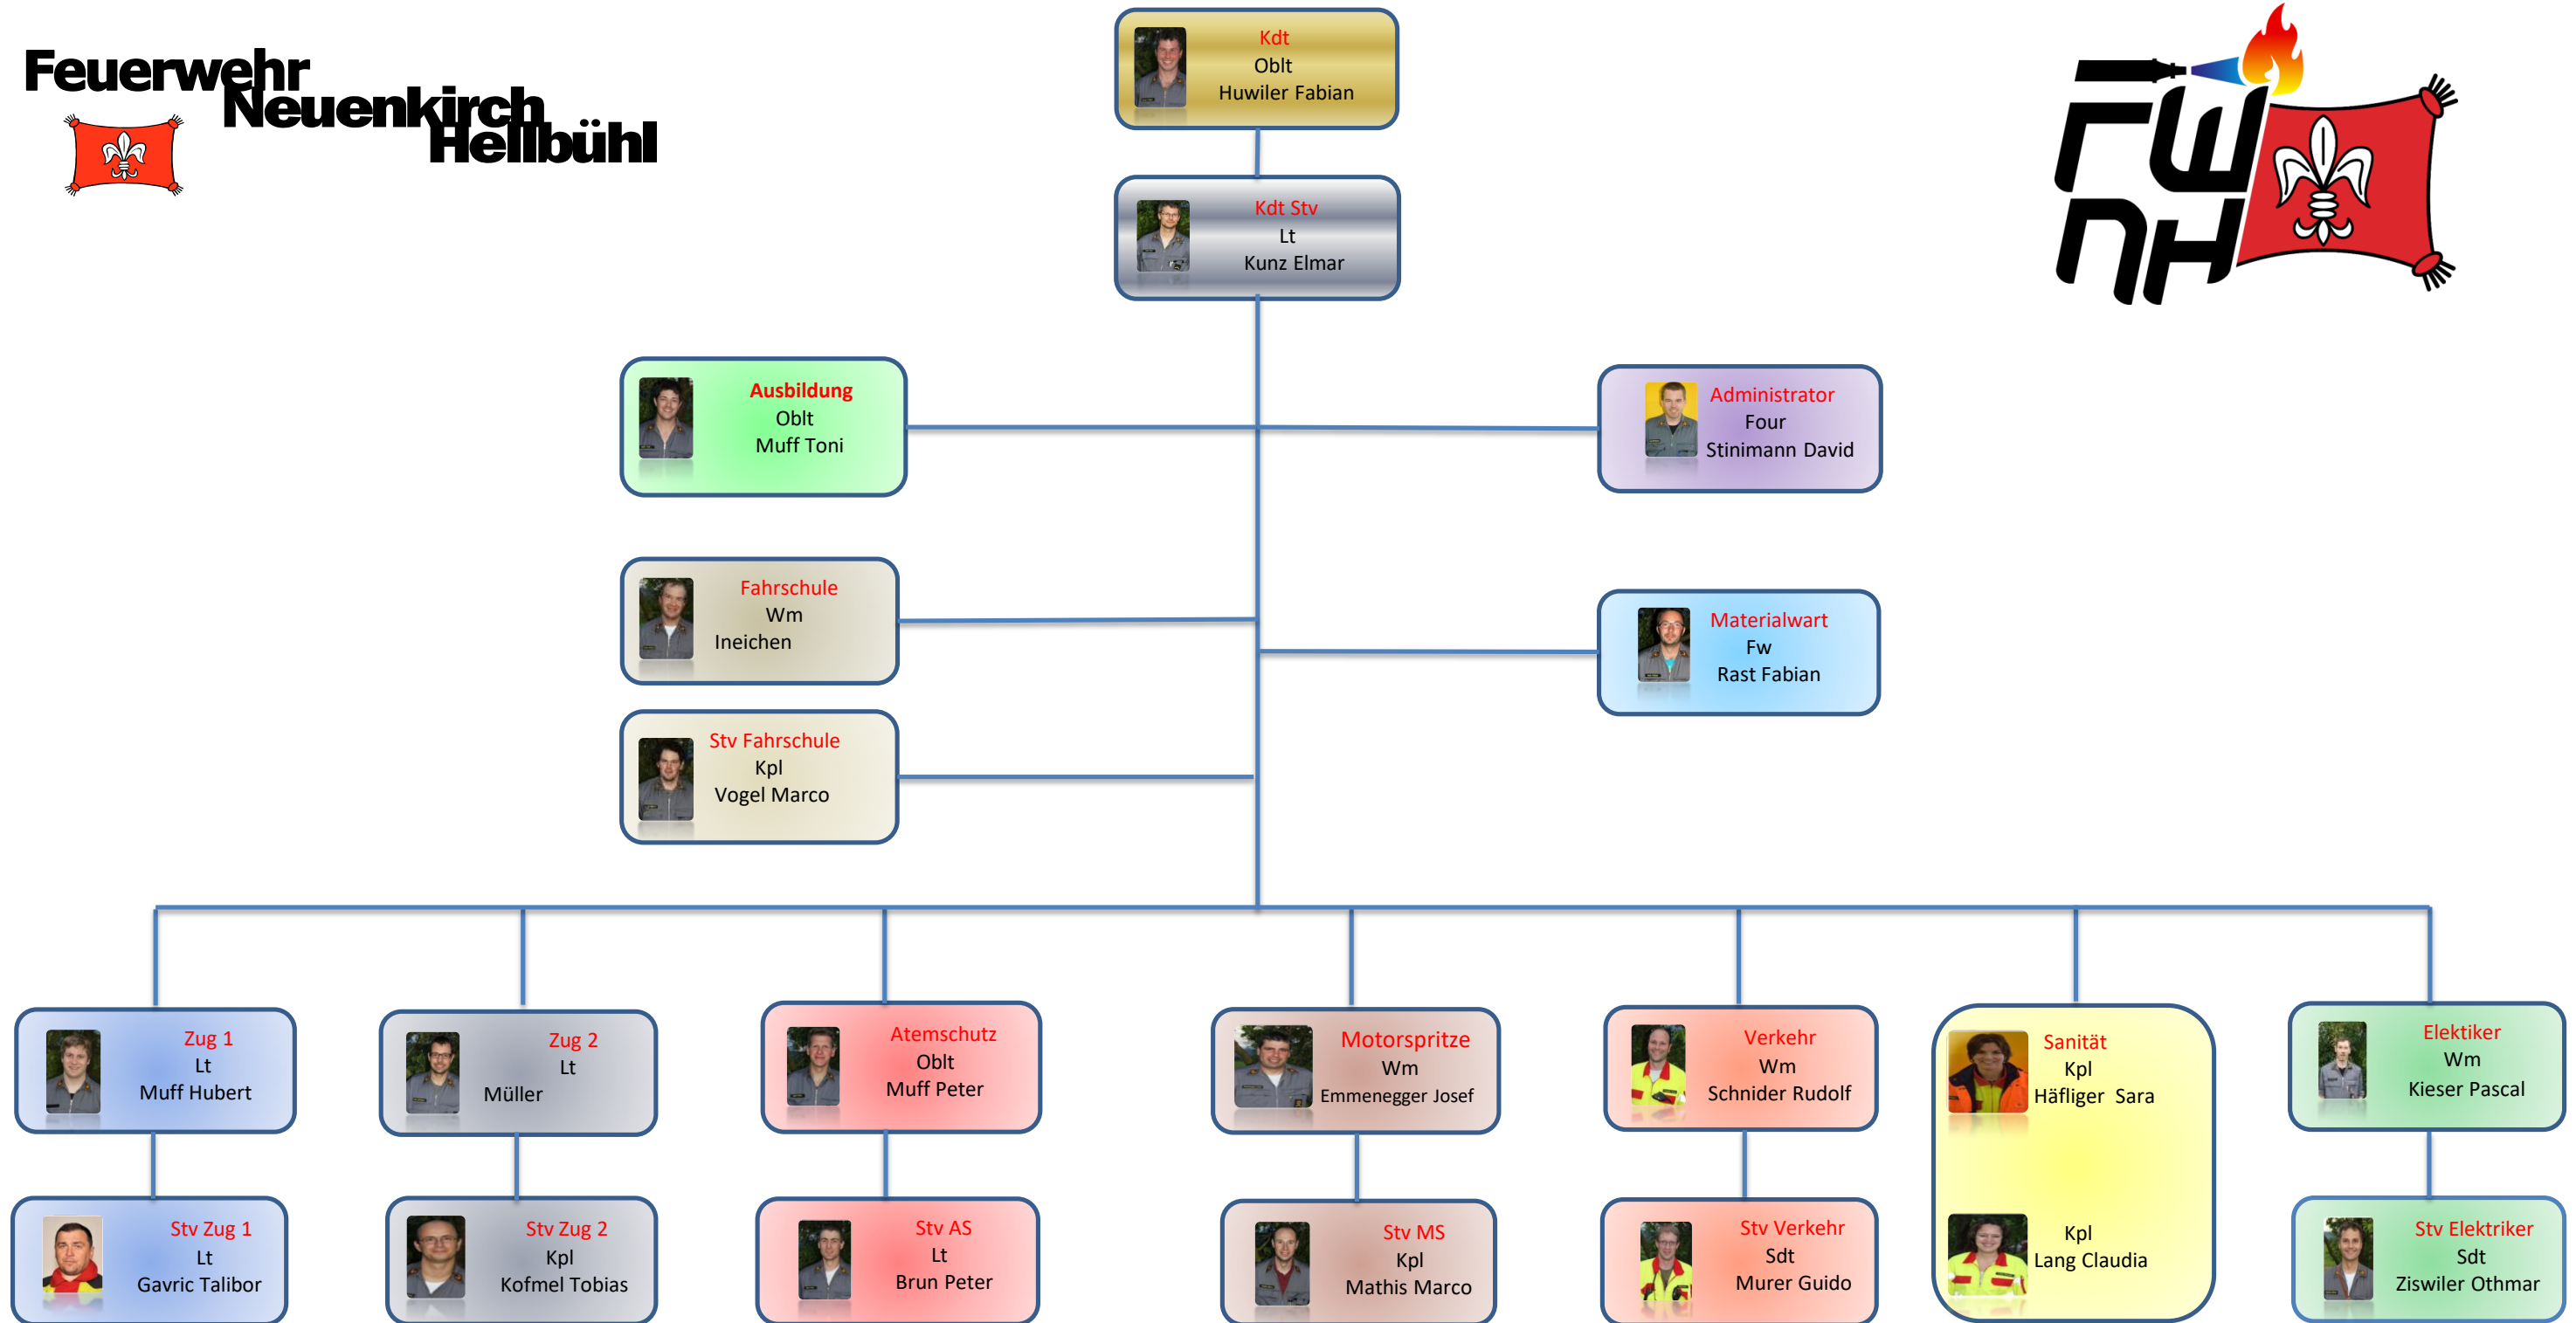 Feuerwehr
Neuenkirch
Hellbühl
FW
NH
Kdt
Oblt
Huwiler Fabian
Kdt Stv
Lt
Kunz Elmar
Ausbildung
Oblt
Muff Toni
Administrator
Four
Stinimann David
Fahrschule
Wm
Ineichen
Materialwart
Fw
Rast Fabian
Stv Fahrschule
Kpl
Vogel Marco
Zug 1
Lt
Muff Hubert
Zug 2
Lt
Müller
Atemschutz
Oblt
Muff Peter
Motorspritze
Wm
Emmenegger Josef
Verkehr
Wm
Schnider Rudolf
Sanität
Kpl
Häfliger Sara
Elektiker
Wm
Kieser Pascal
Stv Zug 1
Lt
Gavric Talibor
Stv Zug 2
Kpl
Kofmel Tobias
Stv AS
Lt
Brun Peter
Stv MS
Kpl
Mathis Marco
Stv Verkehr
Sdt
Murer Guido
Kpl
Lang Claudia
Stv Elektriker
Sdt
Ziswiler Othmar